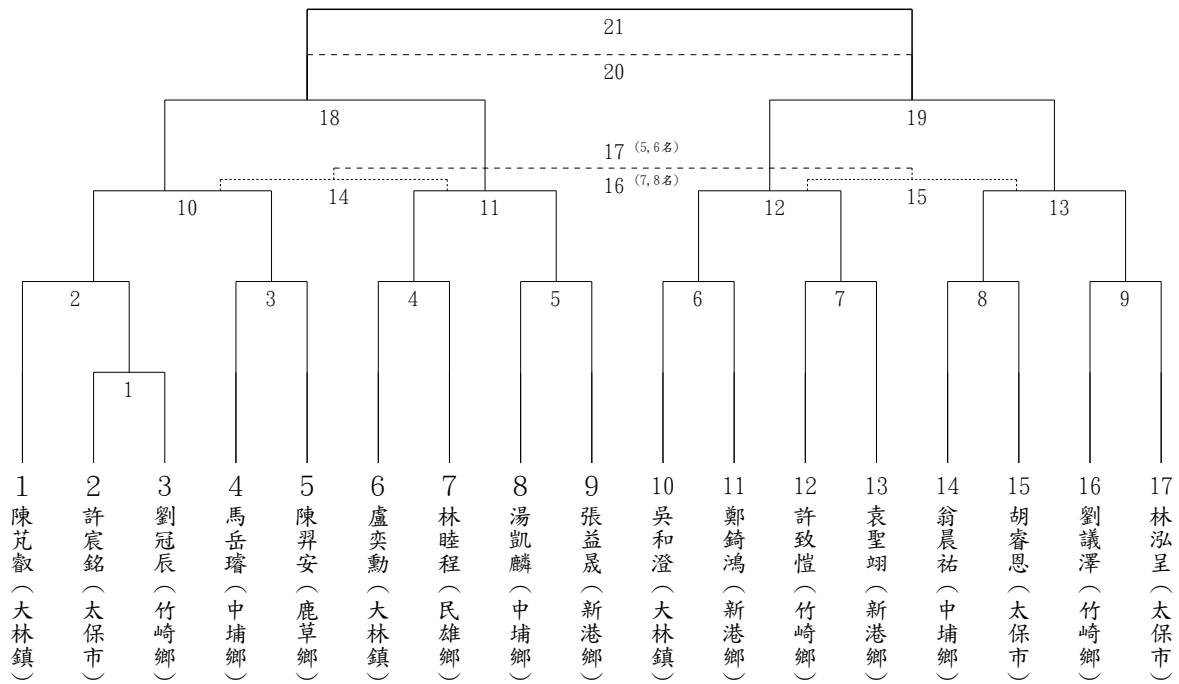 21
20
18
19
17 (5,6名)
16 (7,8名)
10
14
11
12
15
13
2
3
4
5
6
7
8
9
1
1 陳芃叡（大林鎮）
2 許宸銘（太保市）
3 劉冠辰（竹崎鄉）
4 馬岳璿（中埔鄉）
5 陳羿安（鹿草鄉）
6 盧奕勳（大林鎮）
7 林睦程（民雄鄉）
8 湯凱麟（中埔鄉）
9 張益晟（新港鄉）
10 吳和澄（大林鎮）
11 鄭錡鴻（新港鄉）
12 許致愷（竹崎鄉）
13 袁聖翊（新港鄉）
14 翁晨祐（中埔鄉）
15 胡睿恩（太保市）
16 劉議澤（竹崎鄉）
17 林泓呈（太保市）